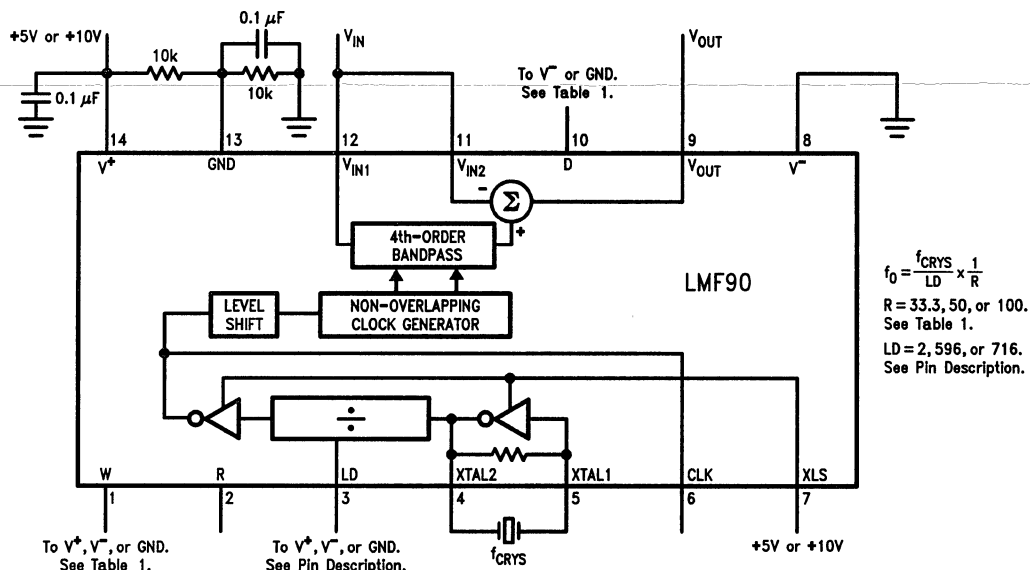 0.1 μF
+5V or +10V
V_IN
V_OUT
10k
10k
0.1 μF
To V⁻ or GND.
See Table 1.
14
13
12
11
10
9
8
V⁺
GND
V_IN1
V_IN2
D
V_OUT
V⁻
-
Σ
+
4th-ORDER
BANDPASS
LMF90
LEVEL
SHIFT
NON-OVERLAPPING
CLOCK GENERATOR
f₀ = f_CRYS/LD x 1/R
R = 33.3, 50, or 100.
See Table 1.
LD = 2, 596, or 716.
See Pin Description.
÷
W
R
LD
XTAL2
XTAL1
CLK
XLS
1
2
3
4
5
6
7
To V⁺, V⁻, or GND.
See Table 1.
To V⁺, V⁻, or GND.
See Pin Description.
f_CRYS
+5V or +10V